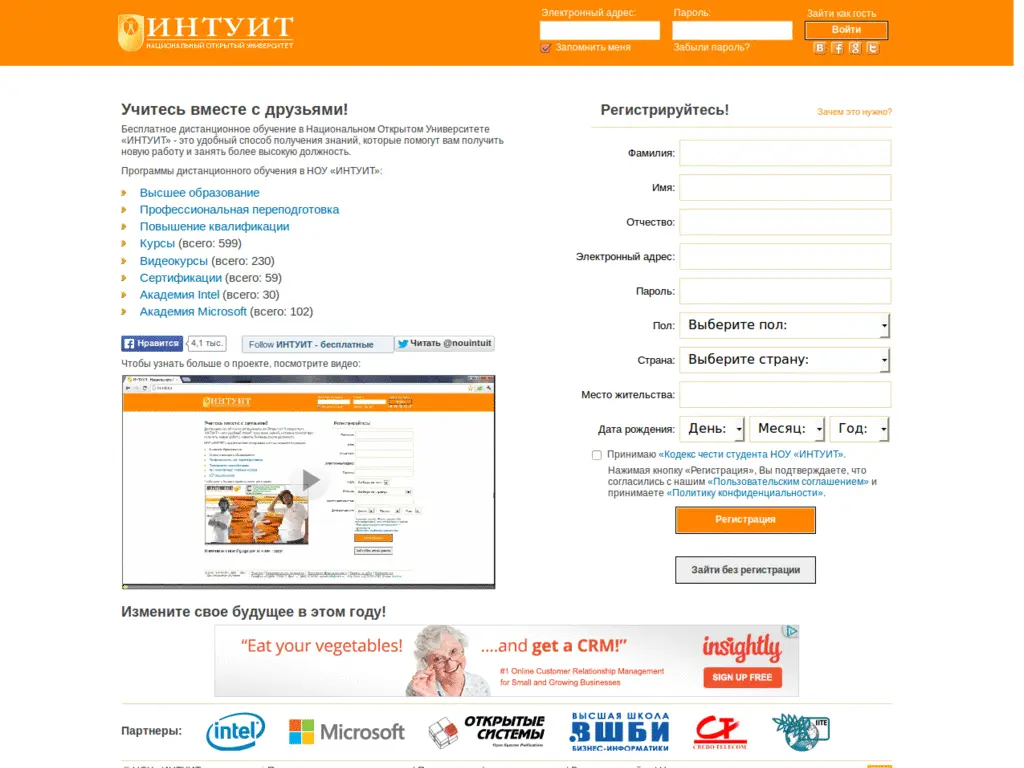 ИНТУИТ
НАЦИОНАЛЬНЫЙ ОТКРЫТЫЙ УНИВЕРСИТЕТ
Электронный адрес:
Пароль:
Зайти как гость
Войти
Запомнить меня
Забыли пароль?
Учитесь вместе с друзьями!
Бесплатное дистанционное обучение в Национальном Открытом Университете
«ИНТУИТ» - это удобный способ получения знаний, которые помогут вам получить
новую работу и занять более высокую должность.
Программы дистанционного обучения в НОУ «ИНТУИТ»:
Высшее образование
Профессиональная переподготовка
Повышение квалификации
Курсы (всего: 599)
Видеокурсы (всего: 230)
Сертификации (всего: 59)
Академия Intel (всего: 30)
Академия Microsoft (всего: 102)
Нравится 4,1 тыс. Follow ИНТУИТ - бесплатные Читать @nouintuit
Чтобы узнать больше о проекте, посмотрите видео:
ИНТУИТ
Измените свое будущее в этом году!
Регистрируйтесь!
Зачем это нужно?
Фамилия:
Имя:
Отчество:
Электронный адрес:
Пароль:
Пол: Выберите пол:
Страна: Выберите страну:
Место жительства:
Дата рождения: День: Месяц: Год:
Принимаю «Кодекс чести студента НОУ «ИНТУИТ».
Нажимая кнопку «Регистрация», Вы подтверждаете, что
согласились с нашим «Пользовательским соглашением» и
принимаете «Политику конфиденциальности».
Регистрация
Зайти без регистрации
“Eat your vegetables!
....and get a CRM!”
#1 Online Customer Relationship Management
for Small and Growing Businesses
insightly
SIGN UP FREE
Партнеры:
intel
Microsoft
ОТКРЫТЫЕ
СИСТЕМЫ
ВЫСШАЯ ШКОЛА
ВШБИ
БИЗНЕС-ИНФОРМАТИКИ
CREDO-TELECOM
IITE